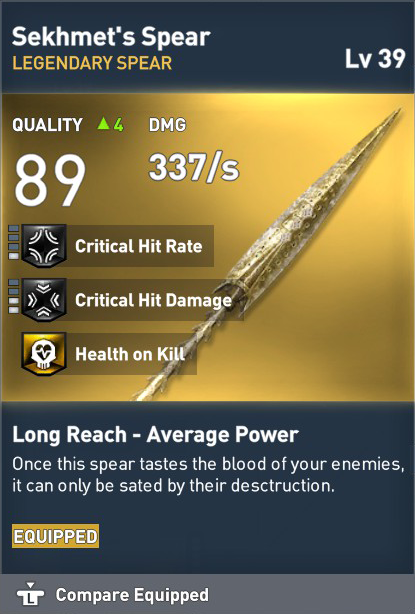 Sekhmet's Spear
LEGENDARY SPEAR
Lv 39
QUALITY ▲4 DMG
89 337/s
Critical Hit Rate
Critical Hit Damage
Health on Kill
Long Reach - Average Power
Once this spear tastes the blood of your enemies,
it can only be sated by their desctruction.
EQUIPPED
L Compare Equipped